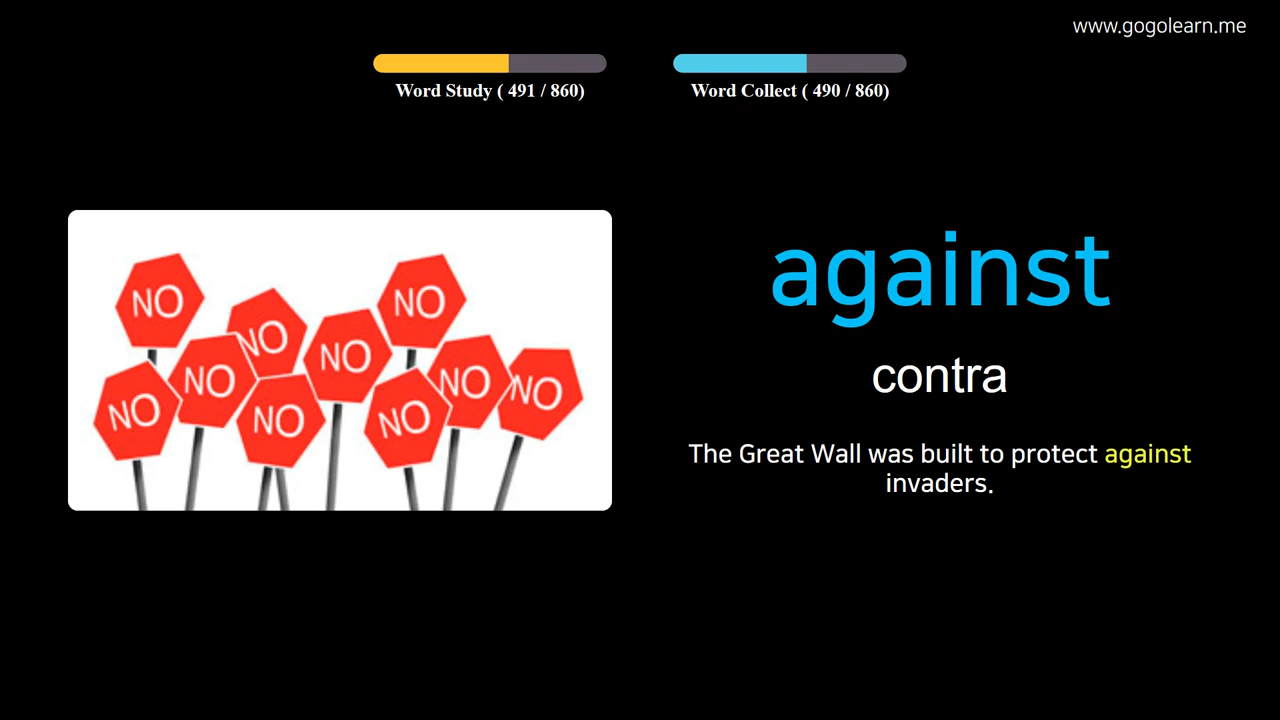 www.gogolearn.me
Word Study ( 491 / 860)
Word Collect ( 490 / 860)
NO
NO
NO
NO
NO
NO
NO
NO
NO
NO
against
contra
The Great Wall was built to protect against
invaders.